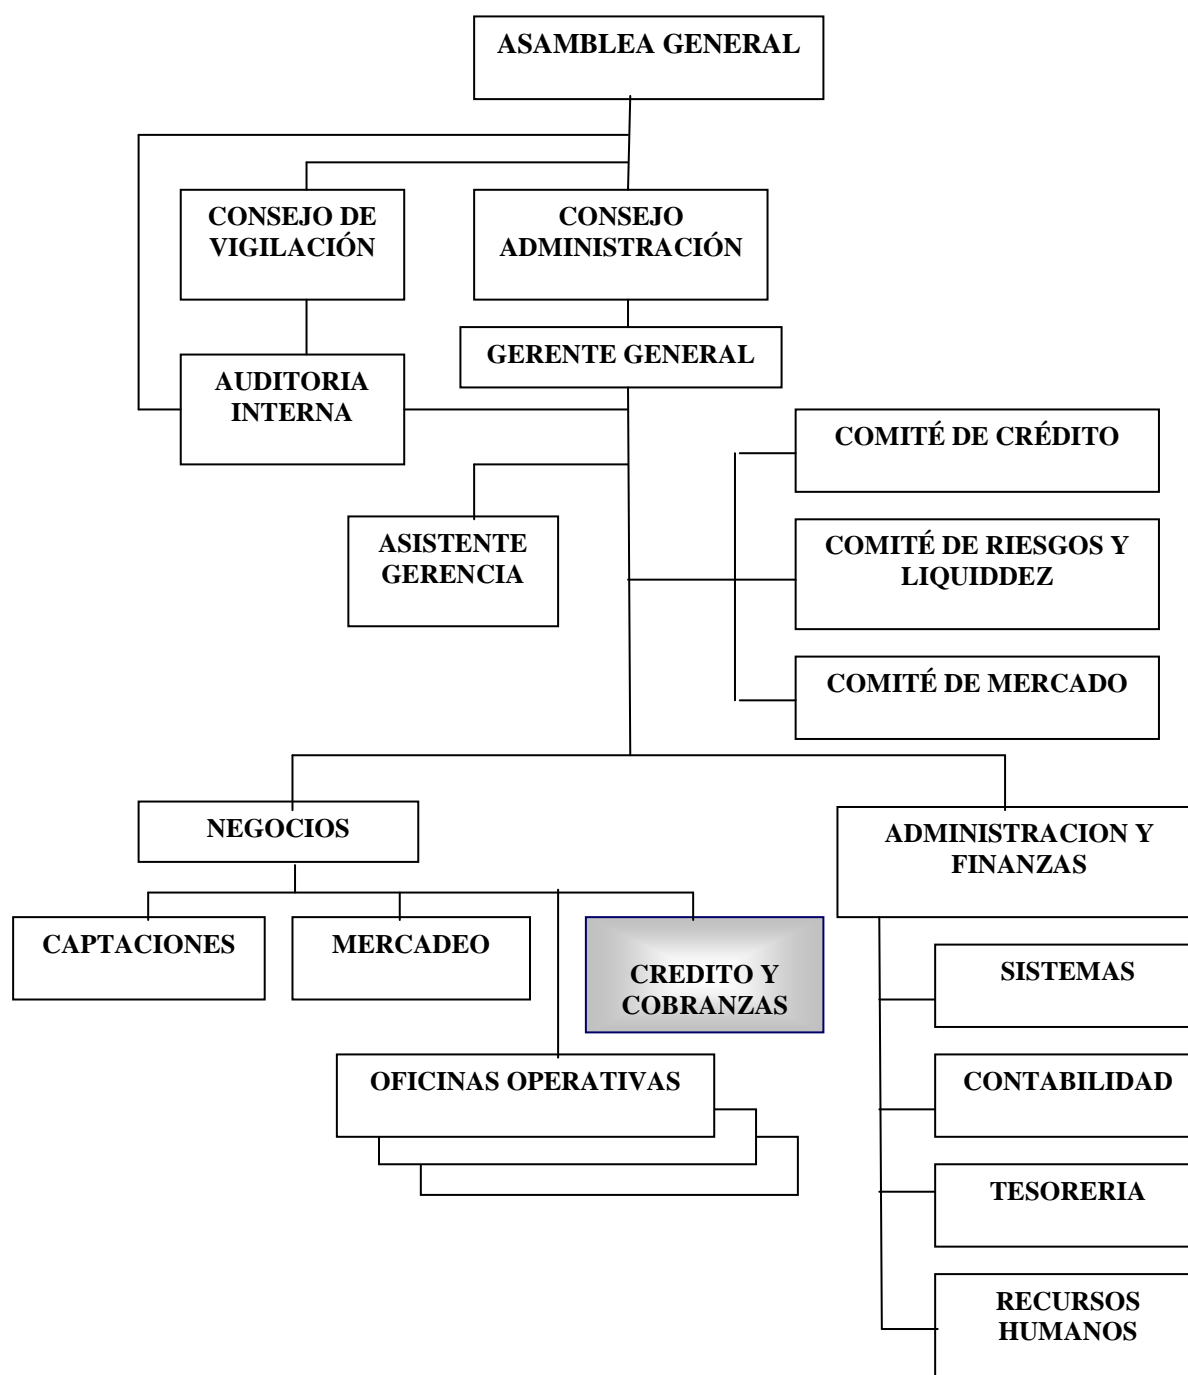 ASAMBLEA GENERAL
CONSEJO DE
VIGILACIÓN
CONSEJO
ADMINISTRACIÓN
GERENTE GENERAL
AUDITORIA
INTERNA
COMITÉ DE CRÉDITO
ASISTENTE
GERENCIA
COMITÉ DE RIESGOS Y
LIQUIDDEZ
COMITÉ DE MERCADO
NEGOCIOS
ADMINISTRACION Y
FINANZAS
CAPTACIONES
MERCADEO
CREDITO Y
COBRANZAS
SISTEMAS
OFICINAS OPERATIVAS
CONTABILIDAD
TESORERIA
RECURSOS
HUMANOS